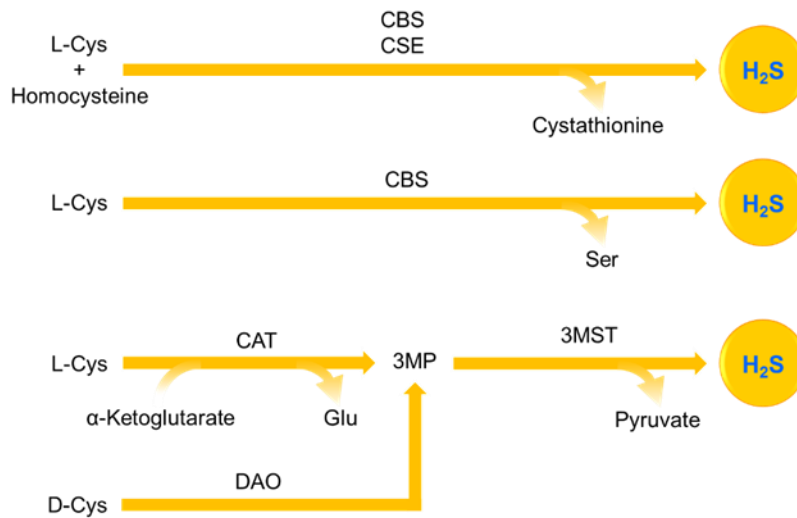 CBS
CSE
L-Cys
+
Homocysteine
H₂S
Cystathionine
CBS
L-Cys
H₂S
Ser
CAT
3MST
L-Cys
3MP
H₂S
α-Ketoglutarate
Glu
Pyruvate
DAO
D-Cys